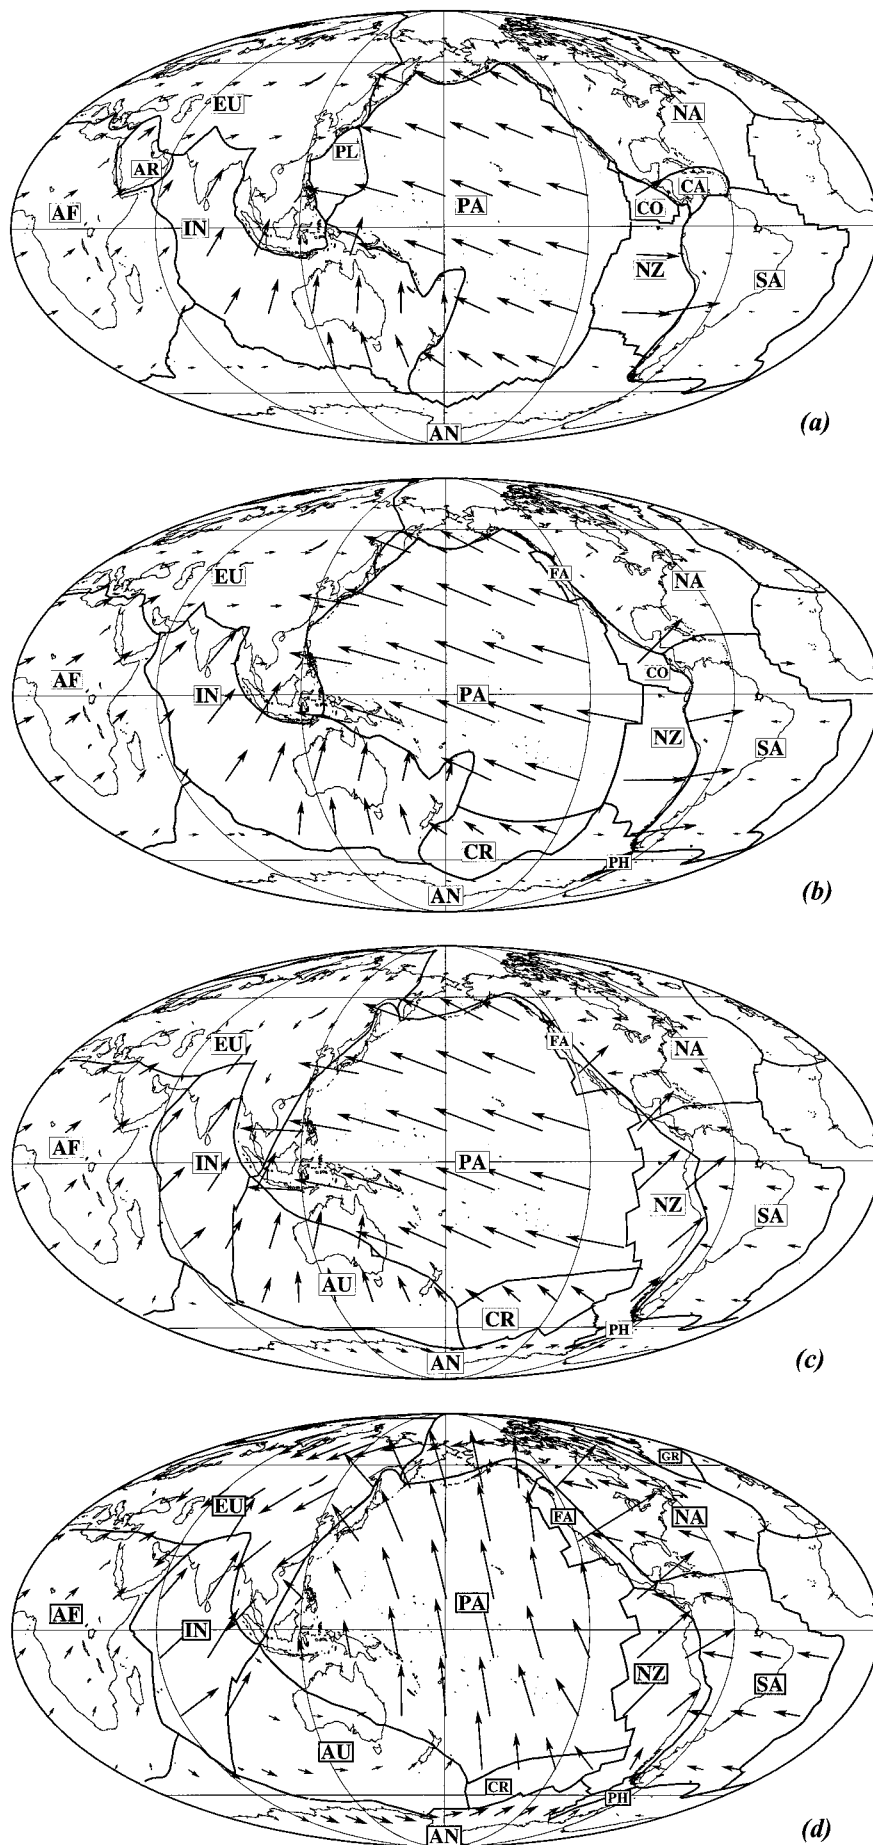 EU
NA
PL
AR
CA
AF
IN
PA
CO
NZ
SA
AN
(a)
EU
FA
NA
AF
IN
PA
CO
NZ
SA
CR
PH
AN
(b)
EU
FA
NA
AF
IN
PA
NZ
SA
AU
CR
PH
AN
(c)
GR
EU
FA
NA
AF
IN
PA
NZ
SA
AU
CR
PH
AN
(d)